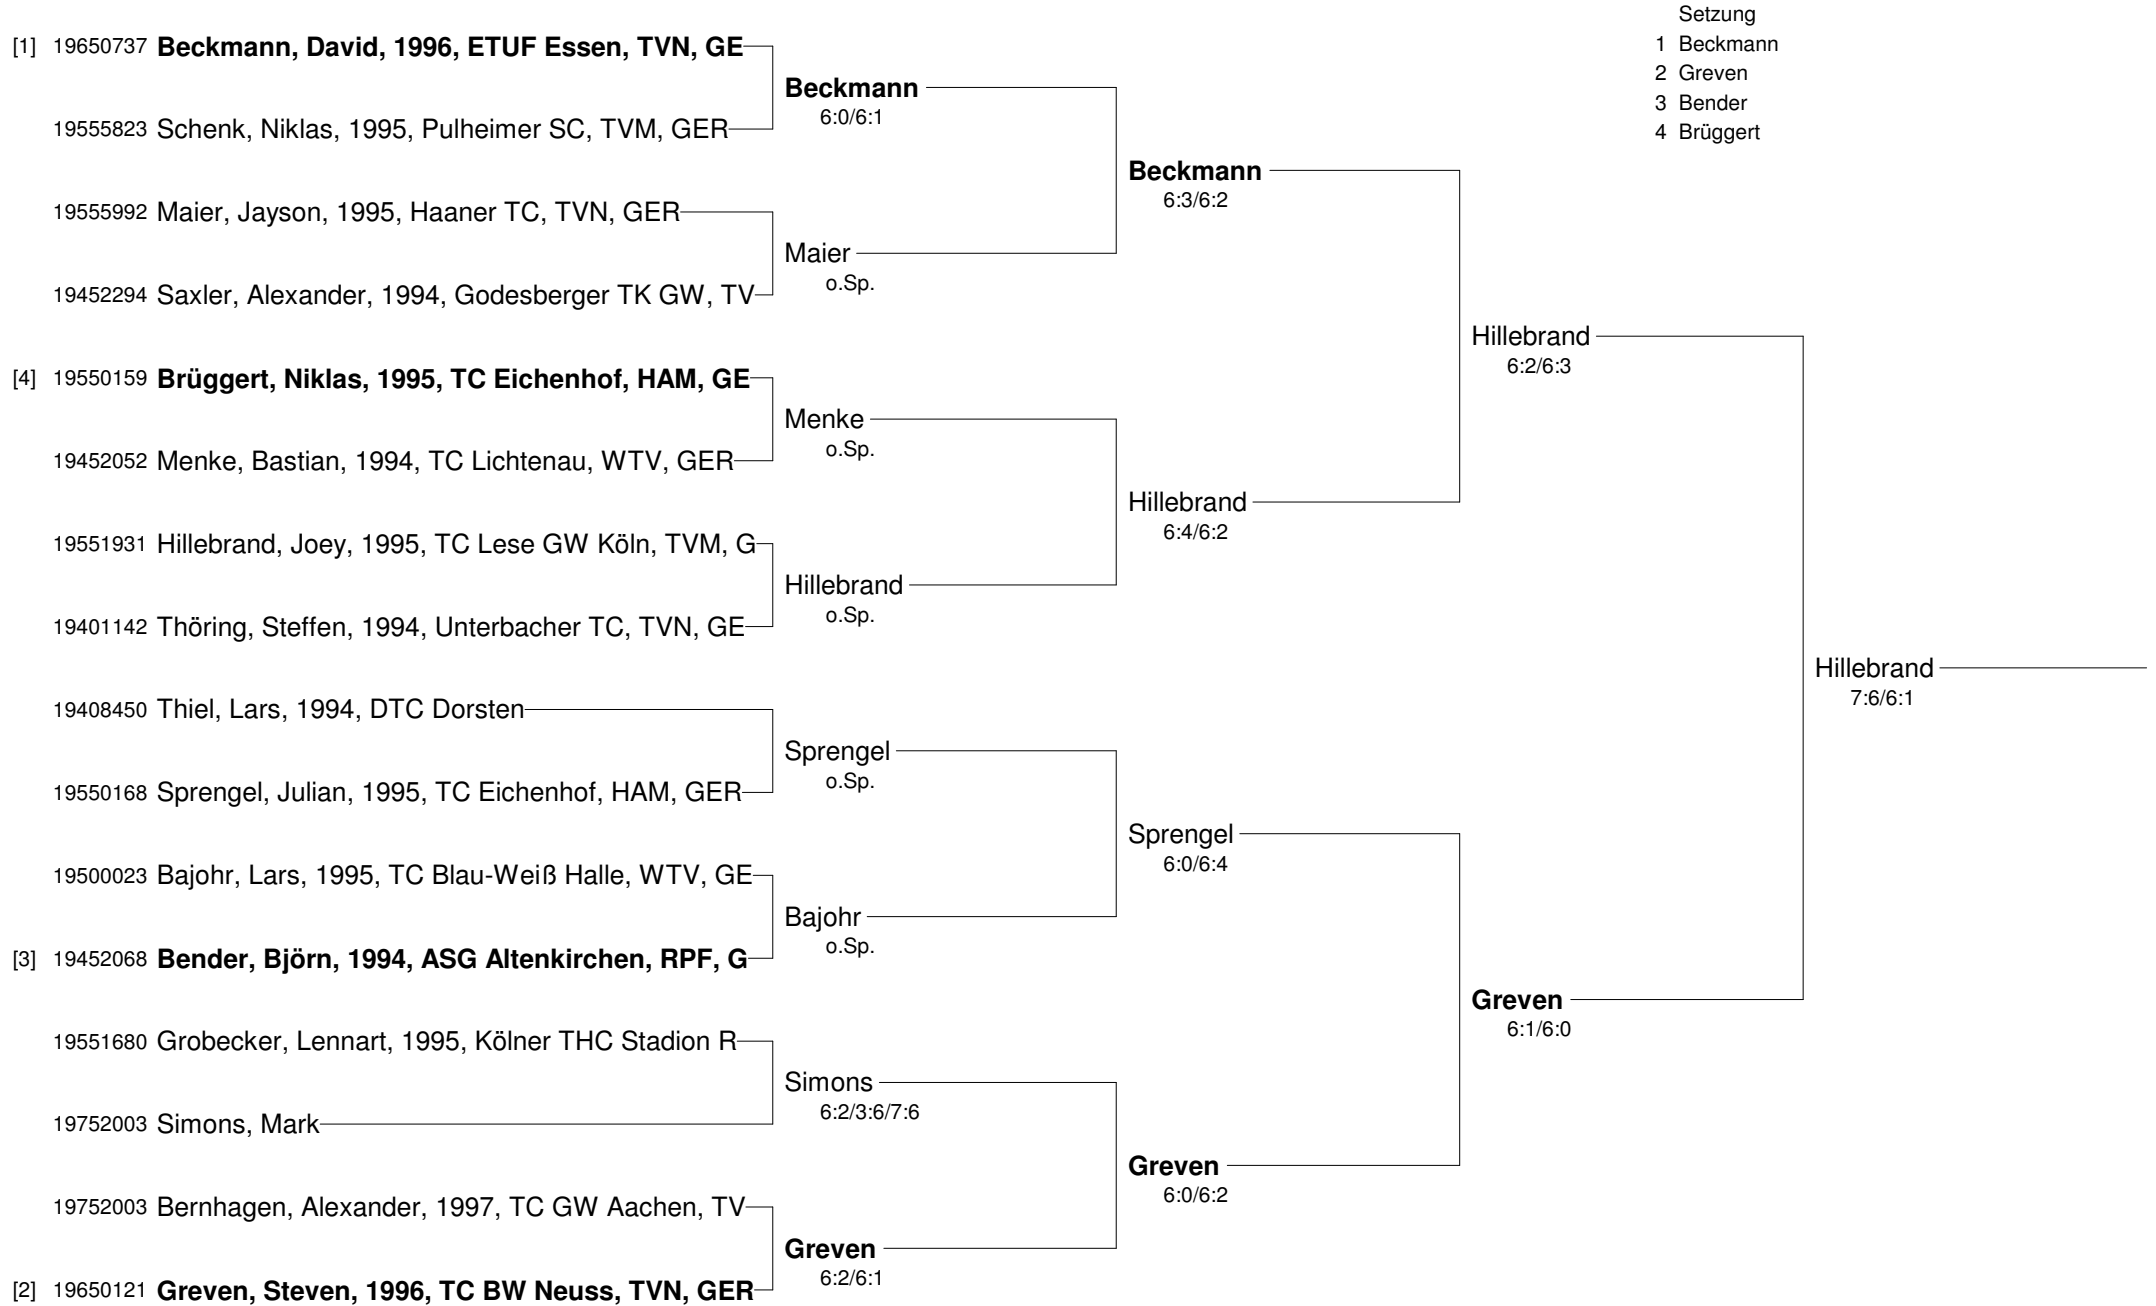 Setzung
1 Beckmann
2 Greven
3 Bender
4 Brüggert
[1] 19650737 Beckmann, David, 1996, ETUF Essen, TVN, GE
Beckmann
6:0/6:1
19555823 Schenk, Niklas, 1995, Pulheimer SC, TVM, GER
Beckmann
6:3/6:2
19555992 Maier, Jayson, 1995, Haaner TC, TVN, GER
Maier
o.Sp.
19452294 Saxler, Alexander, 1994, Godesberger TK GW, TV
Hillebrand
6:2/6:3
[4] 19550159 Brüggert, Niklas, 1995, TC Eichenhof, HAM, GE
Menke
o.Sp.
19452052 Menke, Bastian, 1994, TC Lichtenau, WTV, GER
Hillebrand
6:4/6:2
19551931 Hillebrand, Joey, 1995, TC Lese GW Köln, TVM, G
Hillebrand
o.Sp.
19401142 Thöring, Steffen, 1994, Unterbacher TC, TVN, GE
Hillebrand
7:6/6:1
19408450 Thiel, Lars, 1994, DTC Dorsten
Sprengel
o.Sp.
19550168 Sprengel, Julian, 1995, TC Eichenhof, HAM, GER
Sprengel
6:0/6:4
19500023 Bajohr, Lars, 1995, TC Blau-Weiß Halle, WTV, GE
Bajohr
o.Sp.
[3] 19452068 Bender, Björn, 1994, ASG Altenkirchen, RPF, G
Greven
6:1/6:0
19551680 Grobecker, Lennart, 1995, Kölner THC Stadion R
Simons
6:2/3:6/7:6
19752003 Simons, Mark
Greven
6:0/6:2
19752003 Bernhagen, Alexander, 1997, TC GW Aachen, TV
Greven
6:2/6:1
[2] 19650121 Greven, Steven, 1996, TC BW Neuss, TVN, GER